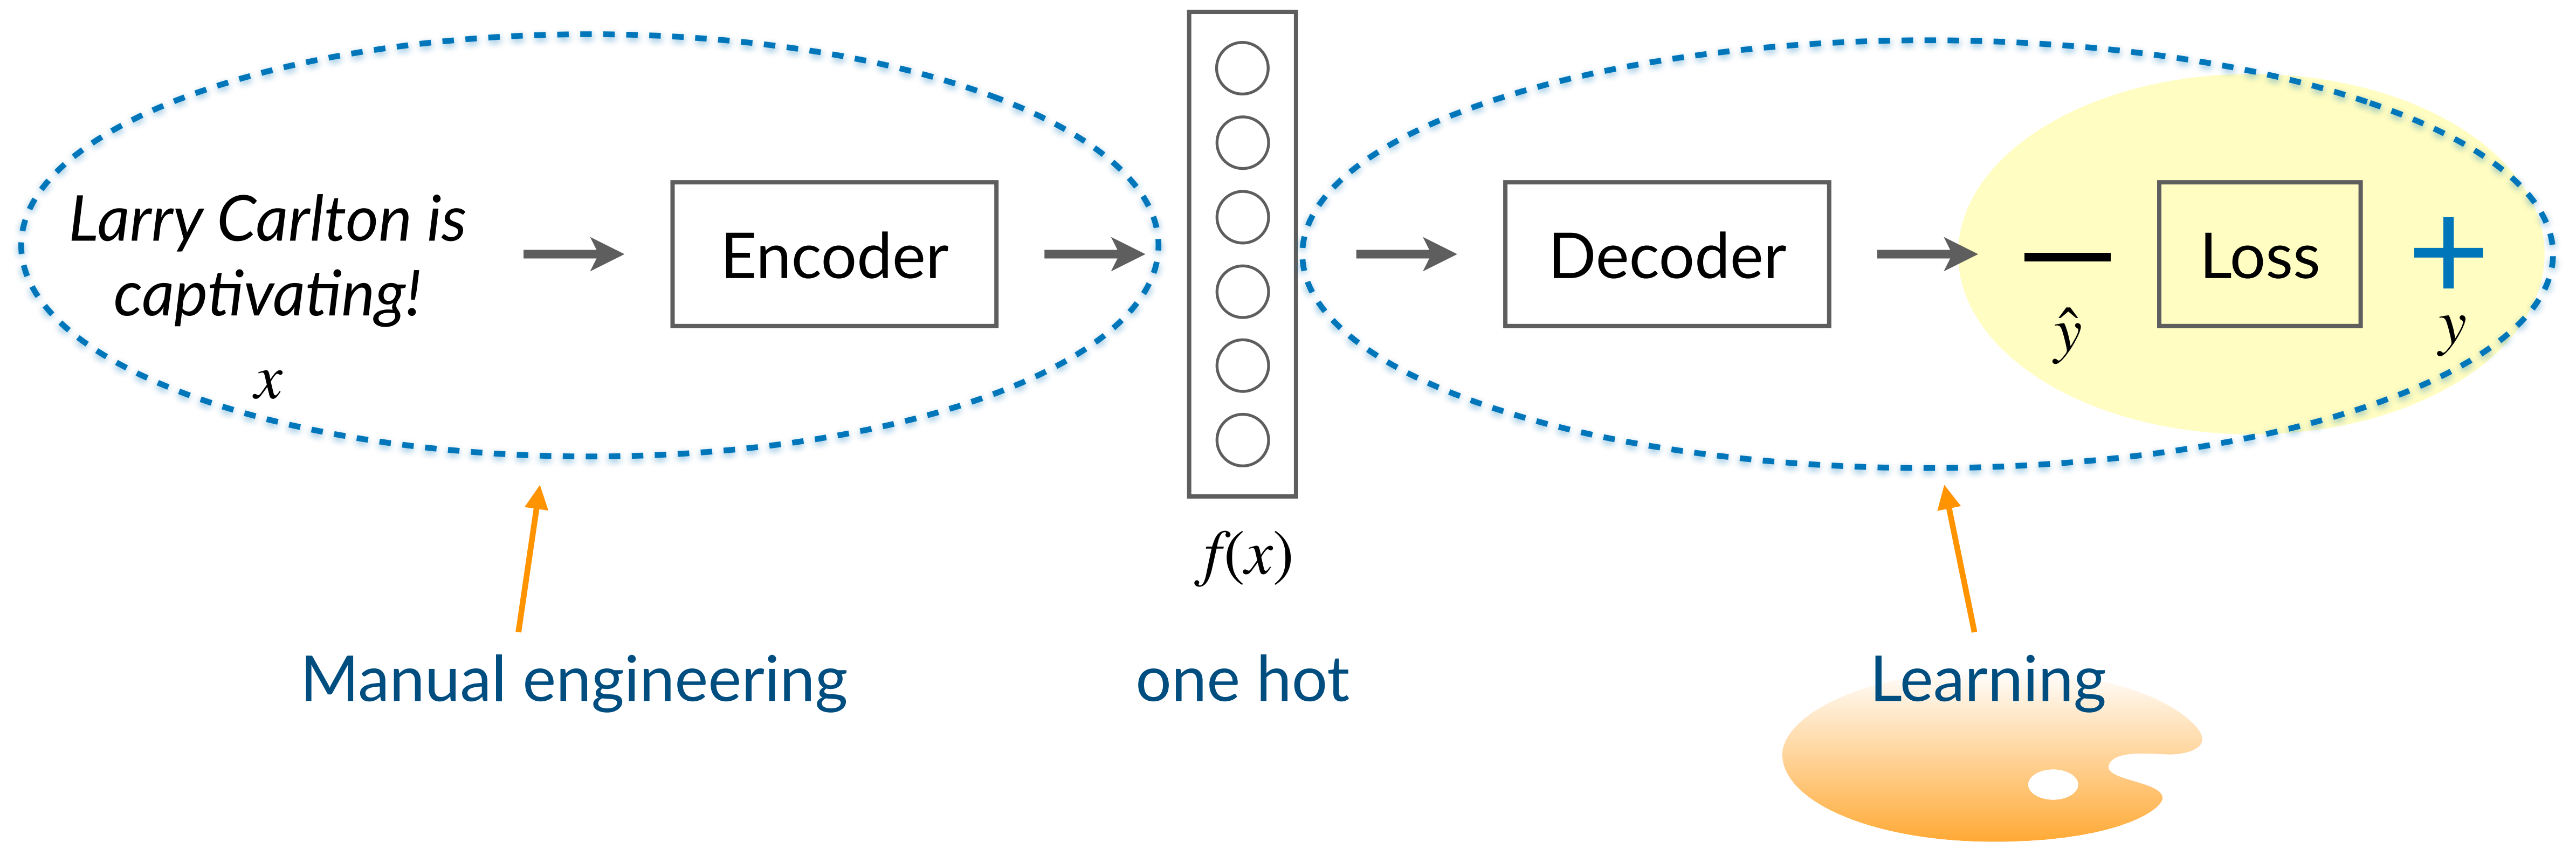 Larry Carlton is
captivating!
x
Encoder
f(x)
Decoder
—
ŷ
Loss
+
y
Manual engineering
one hot
Learning